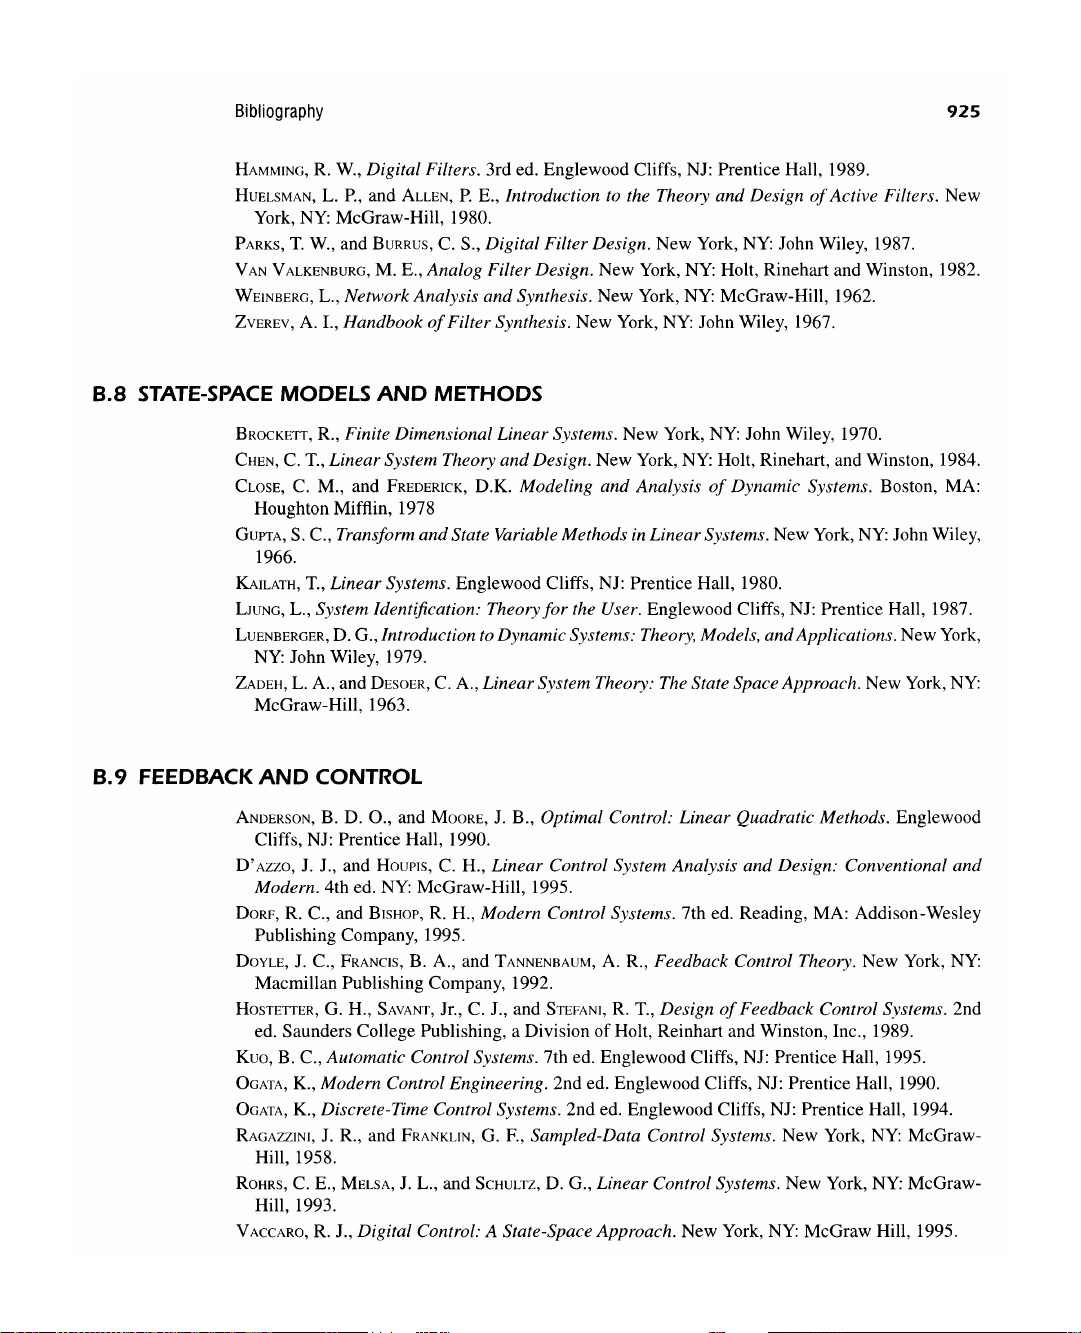 Bibliography 925
HAMMING, R. W., Digital Filters. 3rd ed. Englewood Cliffs, NJ: Prentice Hall, 1989.
HUELSMAN, L. P., and ALLEN, P. E., Introduction to the Theory and Design of Active Filters. New
York, NY: McGraw-Hill, 1980.
PARKS, T. W., and BURRUS, C. S., Digital Filter Design. New York, NY: John Wiley, 1987.
VAN VALKENBURG, M. E., Analog Filter Design. New York, NY: Holt, Rinehart and Winston, 1982.
WEINBERG, L., Network Analysis and Synthesis. New York, NY: McGraw-Hill, 1962.
ZVEREV, A. I., Handbook of Filter Synthesis. New York, NY: John Wiley, 1967.
B.8 STATE-SPACE MODELS AND METHODS
BROCKETT, R., Finite Dimensional Linear Systems. New York, NY: John Wiley, 1970.
CHEN, C. T., Linear System Theory and Design. New York, NY: Holt, Rinehart, and Winston, 1984.
CLOSE, C. M., and FREDERICK, D.K. Modeling and Analysis of Dynamic Systems. Boston, MA:
Houghton Mifflin, 1978
GUPTA, S. C., Transform and State Variable Methods in Linear Systems. New York, NY: John Wiley,
1966.
KAILATH, T., Linear Systems. Englewood Cliffs, NJ: Prentice Hall, 1980.
LJUNG, L., System Identification: Theory for the User. Englewood Cliffs, NJ: Prentice Hall, 1987.
LUENBERGER, D. G., Introduction to Dynamic Systems: Theory, Models, and Applications. New York,
NY: John Wiley, 1979.
ZADEH, L. A., and DESOER, C. A., Linear System Theory: The State Space Approach. New York, NY:
McGraw-Hill, 1963.
B.9 FEEDBACK AND CONTROL
ANDERSON, B. D. O., and MOORE, J. B., Optimal Control: Linear Quadratic Methods. Englewood
Cliffs, NJ: Prentice Hall, 1990.
D'AZZO, J. J., and HOUPIS, C. H., Linear Control System Analysis and Design: Conventional and
Modern. 4th ed. NY: McGraw-Hill, 1995.
DORF, R. C., and BISHOP, R. H., Modern Control Systems. 7th ed. Reading, MA: Addison-Wesley
Publishing Company, 1995.
DOYLE, J. C., FRANCIS, B. A., and TANNENBAUM, A. R., Feedback Control Theory. New York, NY:
Macmillan Publishing Company, 1992.
HOSTETTER, G. H., SAVANT, Jr., C. J., and STEFANI, R. T., Design of Feedback Control Systems. 2nd
ed. Saunders College Publishing, a Division of Holt, Reinhart and Winston, Inc., 1989.
KUO, B. C., Automatic Control Systems. 7th ed. Englewood Cliffs, NJ: Prentice Hall, 1995.
OGATA, K., Modern Control Engineering. 2nd ed. Englewood Cliffs, NJ: Prentice Hall, 1990.
OGATA, K., Discrete-Time Control Systems. 2nd ed. Englewood Cliffs, NJ: Prentice Hall, 1994.
RAGAZZINI, J. R., and FRANKLIN, G. F., Sampled-Data Control Systems. New York, NY: McGraw-
Hill, 1958.
ROHRS, C. E., MELSA, J. L., and SCHULTZ, D. G., Linear Control Systems. New York, NY: McGraw-
Hill, 1993.
VACCARO, R. J., Digital Control: A State-Space Approach. New York, NY: McGraw Hill, 1995.